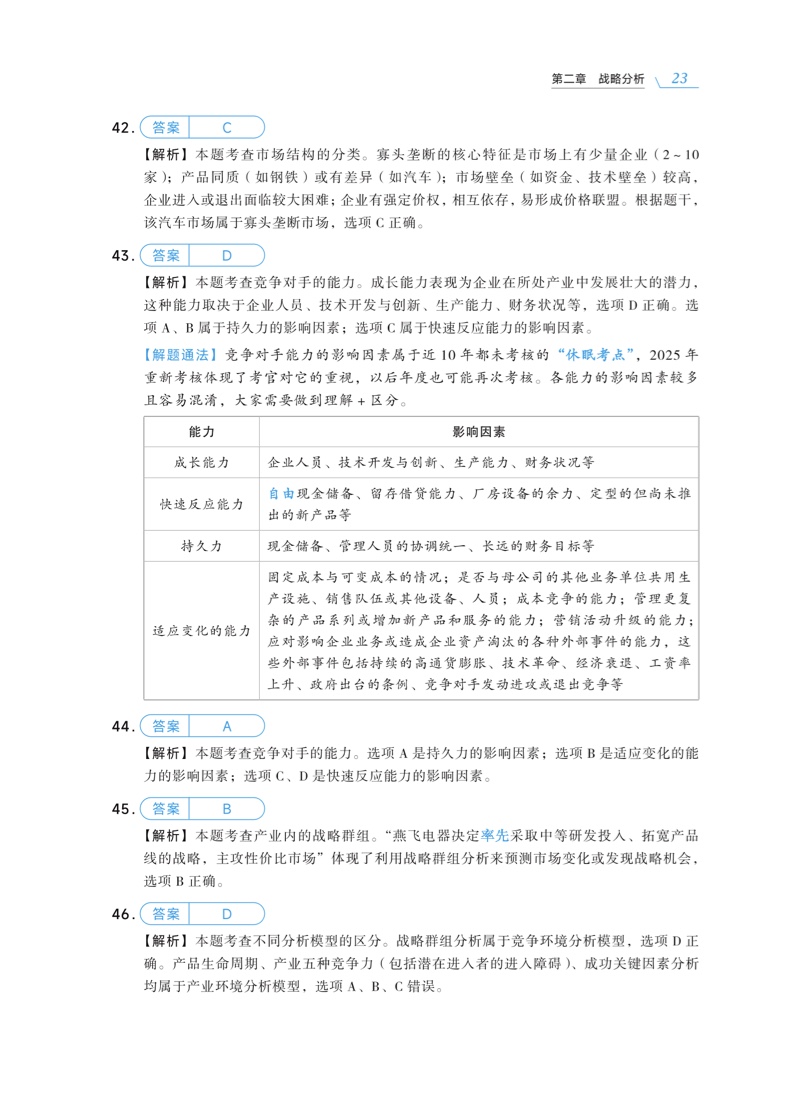 第二章 战略分析 23
42. 答案 C
【解析】本题考查市场结构的分类。寡头垄断的核心特征是市场上有少量企业（2 ~ 10
家）；产品同质（如钢铁）或有差异（如汽车）；市场壁垒（如资金、技术壁垒）较高，
企业进入或退出面临较大困难；企业有强定价权，相互依存，易形成价格联盟。根据题干，
该汽车市场属于寡头垄断市场，选项 C 正确。
43. 答案 D
【解析】本题考查竞争对手的能力。成长能力表现为企业在所处产业中发展壮大的潜力，
这种能力取决于企业人员、技术开发与创新、生产能力、财务状况等，选项 D 正确。选
项 A、B 属于持久力的影响因素；选项 C 属于快速反应能力的影响因素。
【解题通法】竞争对手能力的影响因素属于近 10 年都未考核的“休眠考点”，2025 年
重新考核体现了考官对它的重视，以后年度也可能再次考核。各能力的影响因素较多
且容易混淆，大家需要做到理解 + 区分。
能力 影响因素
成长能力 企业人员、技术开发与创新、生产能力、财务状况等
快速反应能力 自由现金储备、留存借贷能力、厂房设备的余力、定型的但尚未推
出的新产品等
持久力 现金储备、管理人员的协调统一、长远的财务目标等
适应变化的能力 固定成本与可变成本的情况；是否与母公司的其他业务单位共用生
产设施、销售队伍或其他设备、人员；成本竞争的能力；管理更复
杂的产品系列或增加新产品和服务的能力；营销活动升级的能力；
应对影响企业业务或造成企业资产淘汰的各种外部事件的能力，这
些外部事件包括持续的高通货膨胀、技术革命、经济衰退、工资率
上升、政府出台的条例、竞争对手发动进攻或退出竞争等
44. 答案 A
【解析】本题考查竞争对手的能力。选项 A 是持久力的影响因素；选项 B 是适应变化的能
力的影响因素；选项 C、D 是快速反应能力的影响因素。
45. 答案 B
【解析】本题考查产业内的战略群组。“燕飞电器决定率先采取中等研发投入、拓宽产品
线的战略，主攻性价比市场”体现了利用战略群组分析来预测市场变化或发现战略机会，
选项 B 正确。
46. 答案 D
【解析】本题考查不同分析模型的区分。战略群组分析属于竞争环境分析模型，选项 D 正
确。产品生命周期、产业五种竞争力（包括潜在进入者的进入障碍）、成功关键因素分析
均属于产业环境分析模型，选项 A、B、C 错误。